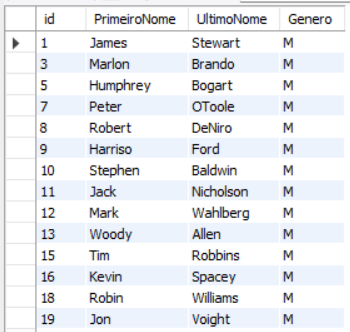 id PrimeiroNome UltimoNome Genero
1 James Stewart M
3 Marlon Brando M
5 Humphrey Bogart M
7 Peter OToole M
8 Robert DeNiro M
9 Harriso Ford M
10 Stephen Baldwin M
11 Jack Nicholson M
12 Mark Wahlberg M
13 Woody Allen M
15 Tim Robbins M
16 Kevin Spacey M
18 Robin Williams M
19 Jon Voight M